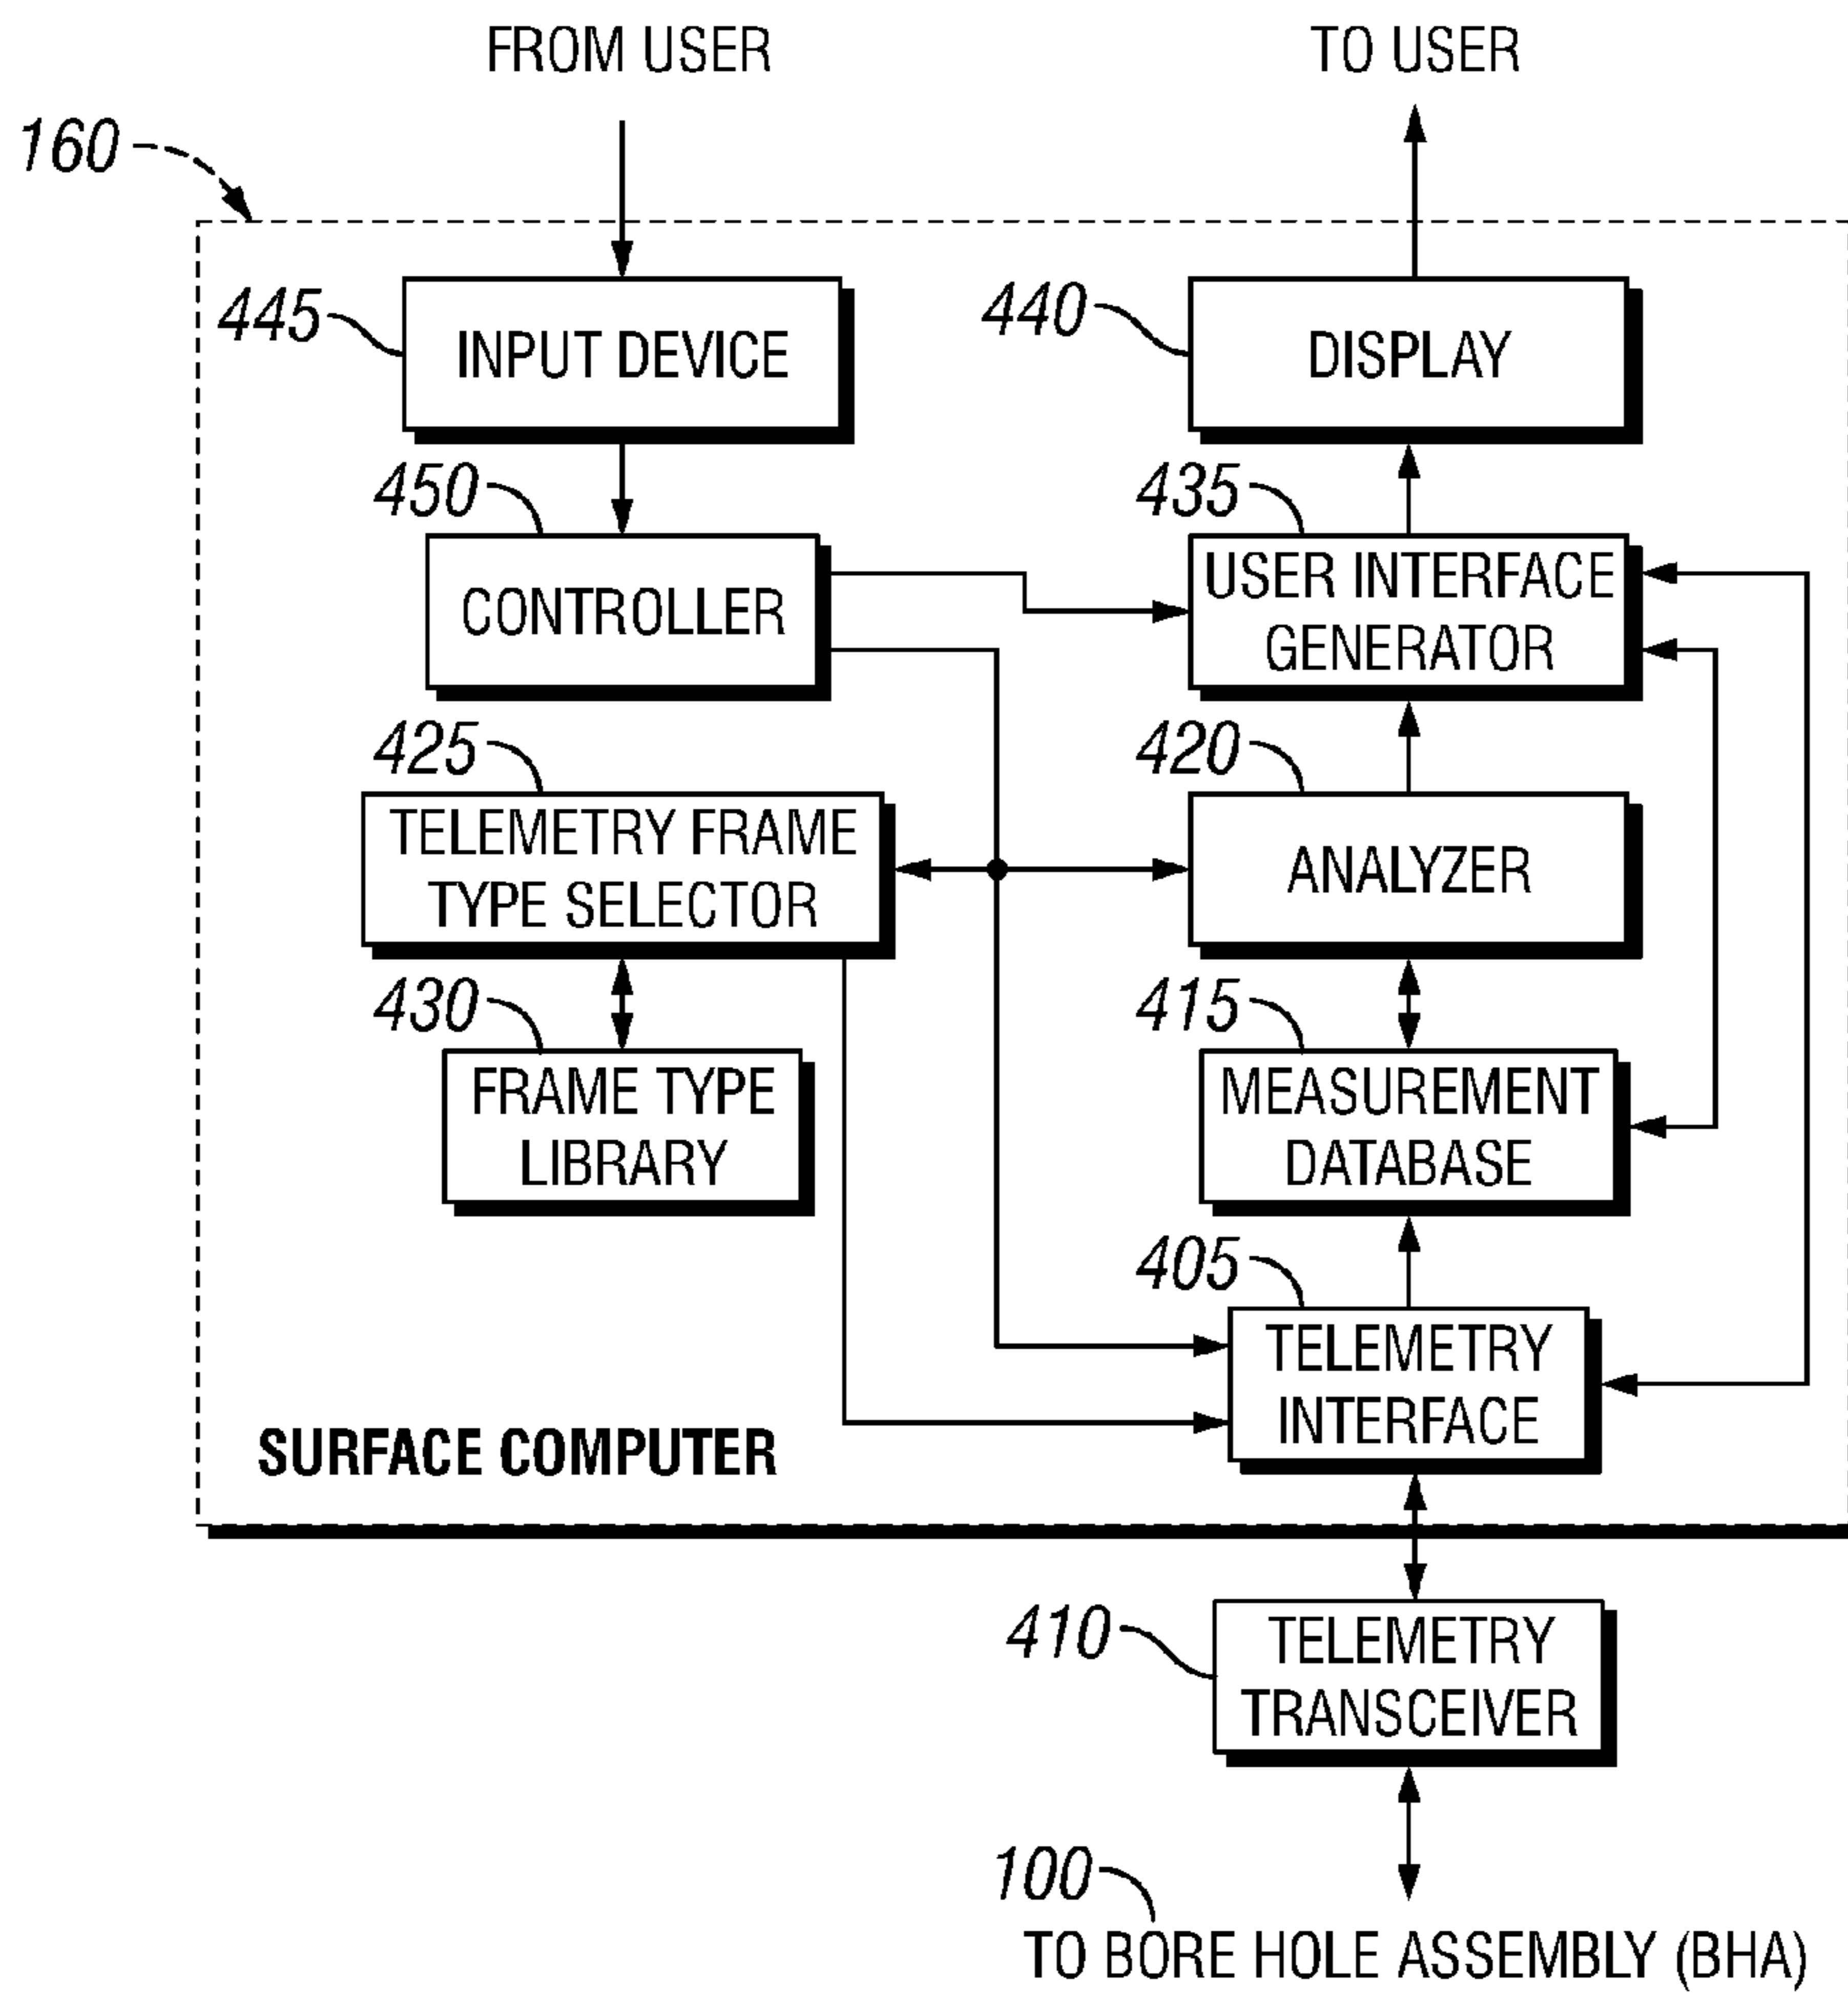 FROM USER
TO USER
160
445
INPUT DEVICE
440
DISPLAY
450
CONTROLLER
435
USER INTERFACE
GENERATOR
425
TELEMETRY FRAME
TYPE SELECTOR
420
ANALYZER
430
FRAME TYPE
LIBRARY
415
MEASUREMENT
DATABASE
405
TELEMETRY
INTERFACE
SURFACE COMPUTER
410
TELEMETRY
TRANSCEIVER
100
TO BORE HOLE ASSEMBLY (BHA)